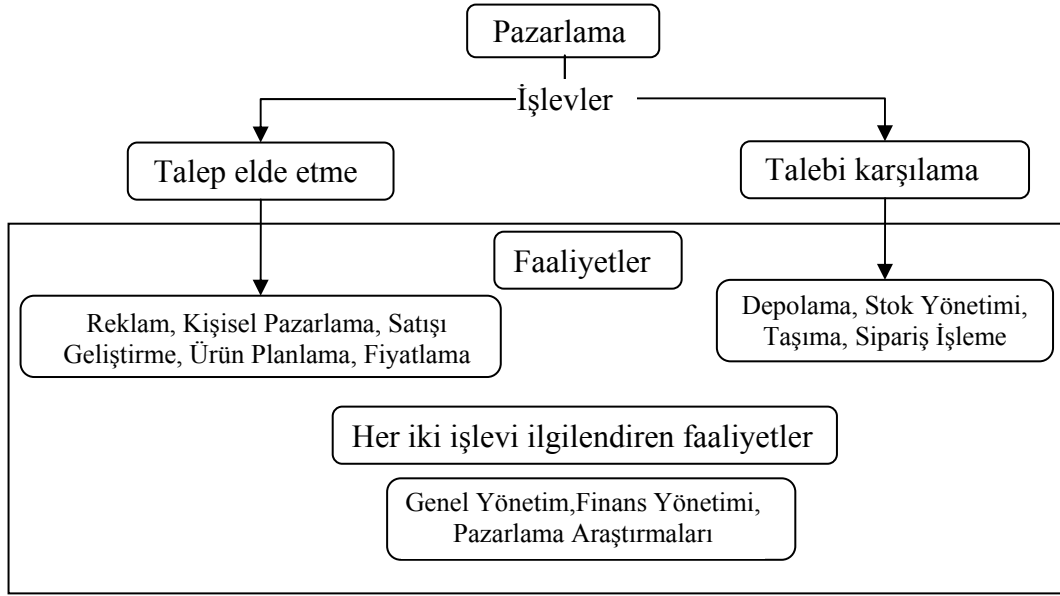 Pazarlama
İşlevler
Talep elde etme
Talebi karşılama
Faaliyetler
Reklam, Kişisel Pazarlama, Satışı
Geliştirme, Ürün Planlama, Fiyatlama
Depolama, Stok Yönetimi,
Taşıma, Sipariş İşleme
Her iki işlevi ilgilendiren faaliyetler
Genel Yönetim,Finans Yönetimi,
Pazarlama Araştırmaları